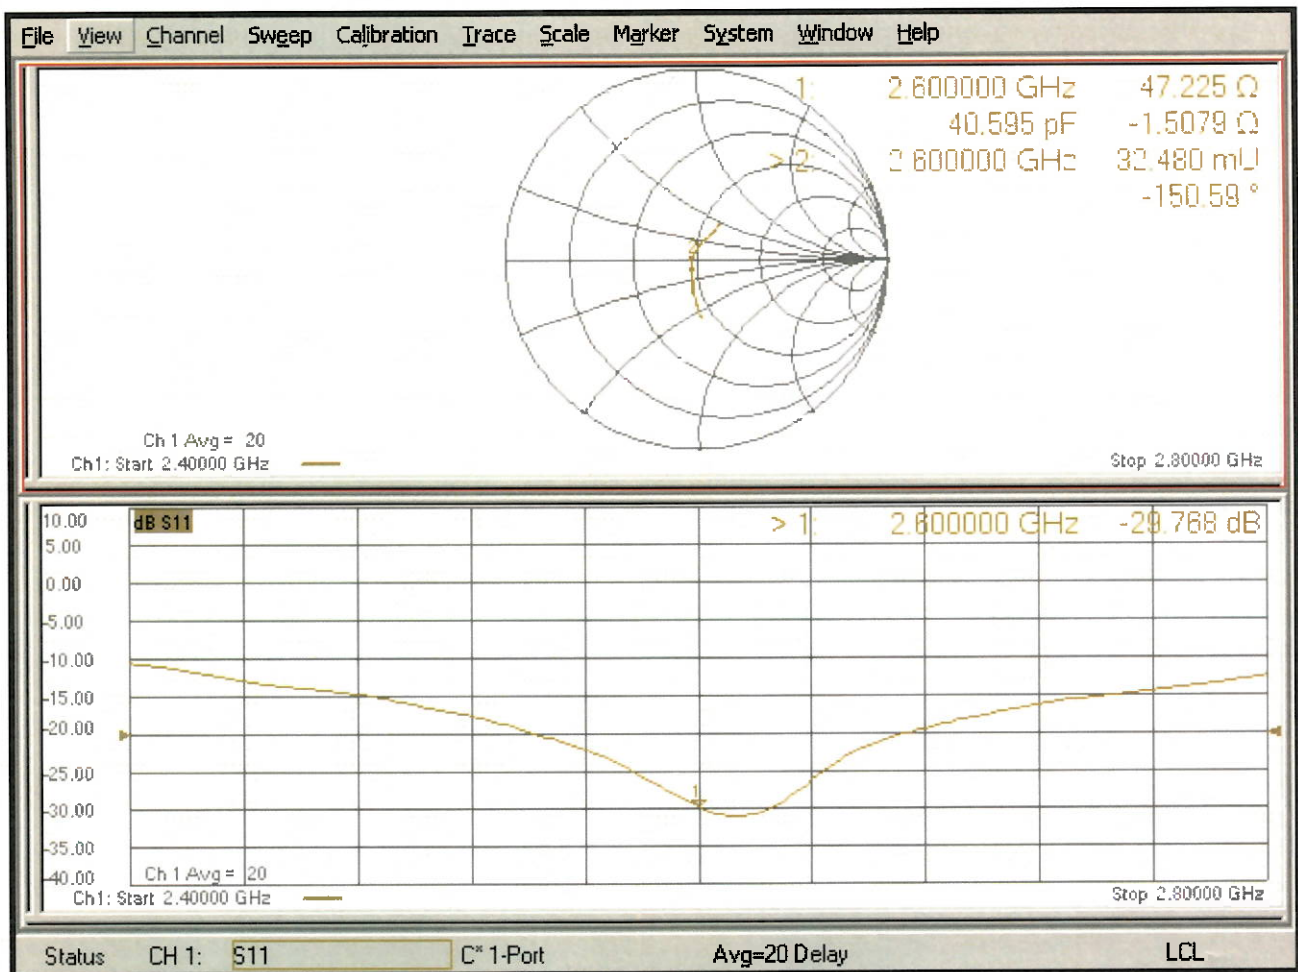 File View Channel Sweep Calibration Trace Scale Marker System Window Help
1: 2.600000 GHz 47.225 Ω
40.595 pF -1.5079 Ω
> 2: 2.600000 GHz 32.480 mU
-150.59 °
2
Ch 1 Avg = 20
Ch1: Start 2.40000 GHz Stop 2.80000 GHz
10.00 dB S11 > 1: 2.600000 GHz -29.768 dB
5.00
0.00
-5.00
-10.00
-15.00
-20.00
-25.00
1
-30.00
-35.00
-40.00 Ch 1 Avg = 20
Ch1: Start 2.40000 GHz Stop 2.80000 GHz
Status CH 1: S11 C* 1-Port Avg=20 Delay LCL